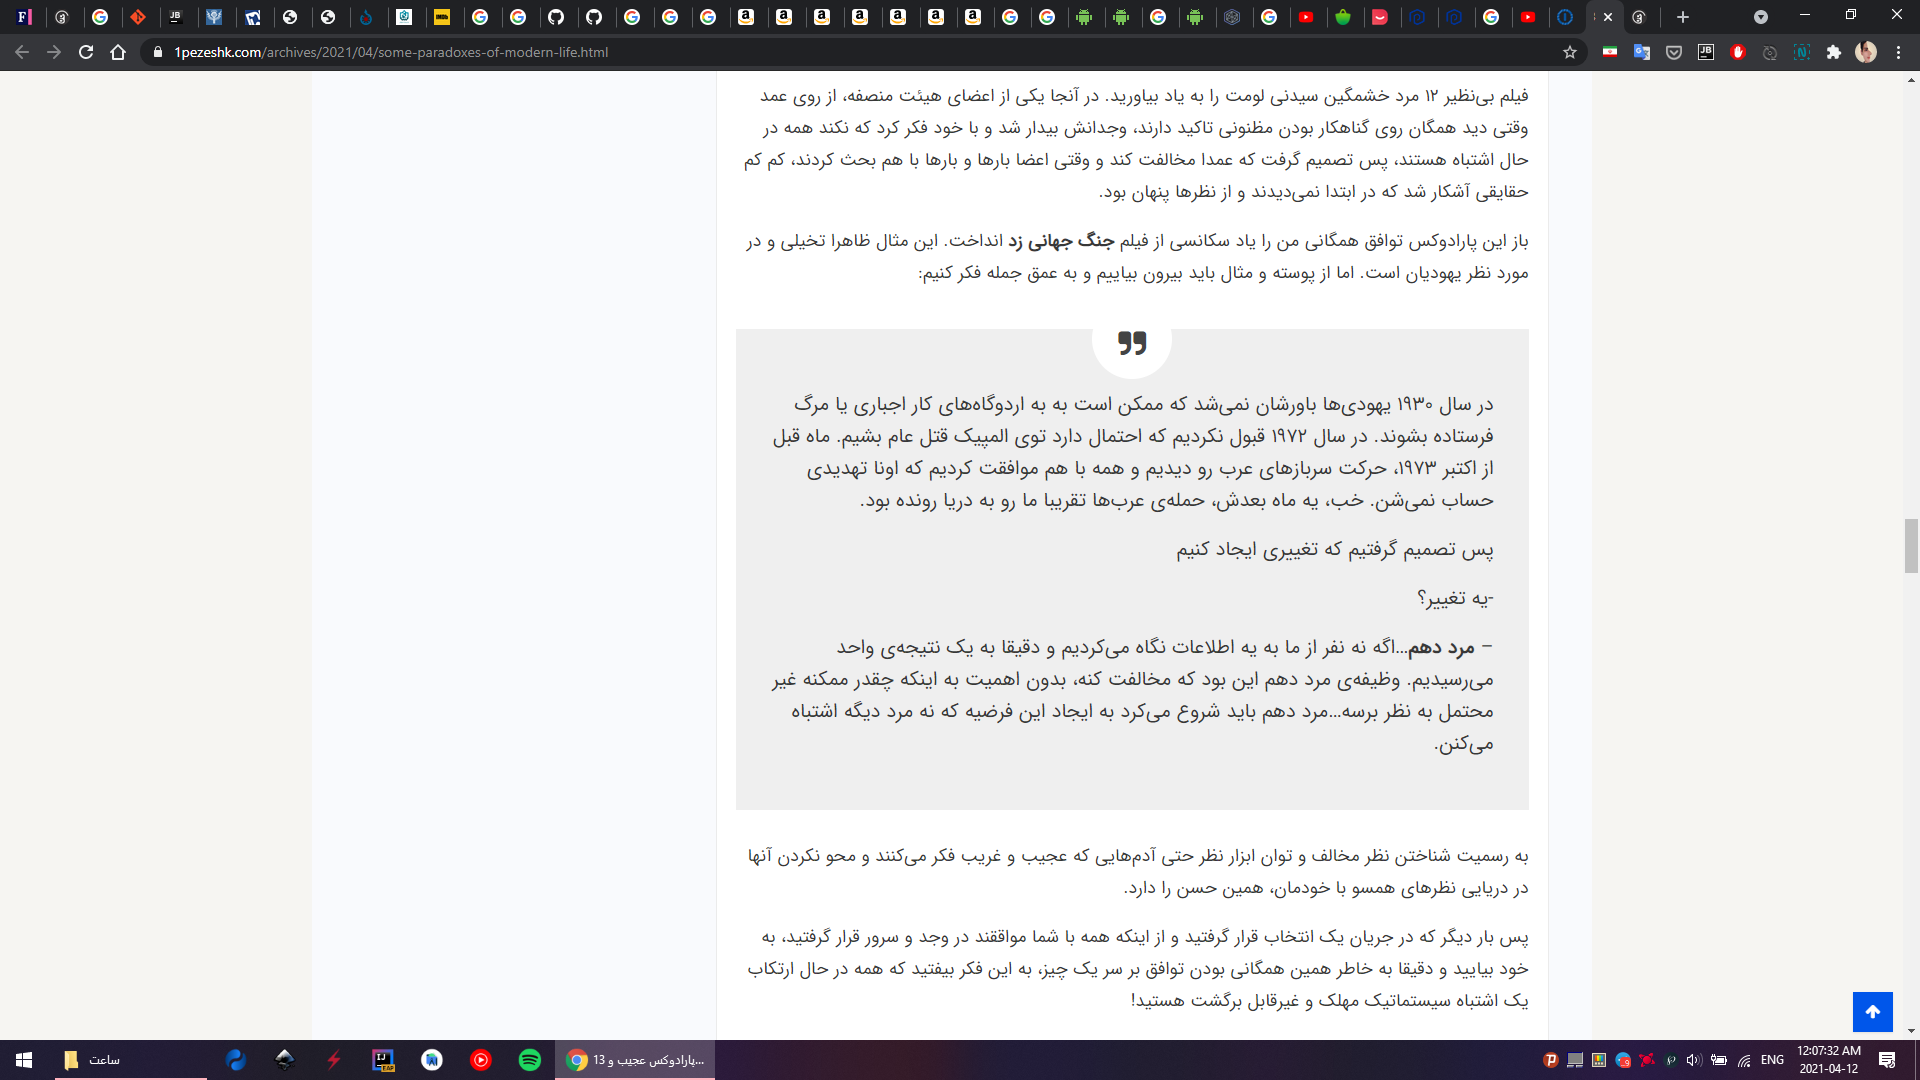 1pezeshk.com/archives/2021/04/some-paradoxes-of-modern-life.html
فیلم بی‌نظیر ۱۲ مرد خشمگین سیدنی لومت را به یاد بیاورید. در آنجا یکی از اعضای هیئت منصفه، از روی عمد
وقتی دید همگان روی گناهکار بودن مظنونی تاکید دارند، وجدانش بیدار شد و با خود فکر کرد که نکند همه در
حال اشتباه هستند، پس تصمیم گرفت که عمدا مخالفت کند و وقتی اعضا بارها و بارها با هم بحث کردند، کم کم
حقایقی آشکار شد که در ابتدا نمی‌دیدند و از نظرها پنهان بود.
باز این پارادوکس توافق همگانی من را یاد سکانسی از فیلم جنگ جهانی زد انداخت. این مثال ظاهرا تخیلی و در
مورد نظر یهودیان است. اما از پوسته و مثال باید بیرون بیاییم و به عمق جمله فکر کنیم:
در سال ۱۹۳۰ یهودی‌ها باورشان نمی‌شد که ممکن است به به اردوگاه‌های کار اجباری یا مرگ
فرستاده بشوند. در سال ۱۹۷۲ قبول نکردیم که احتمال دارد توی المپیک قتل عام بشیم. ماه قبل
از اکتبر ۱۹۷۳، حرکت سربازهای عرب رو دیدیم و همه با هم موافقت کردیم که اونا تهدیدی
حساب نمی‌شن. خب، یه ماه بعدش، حمله‌ی عرب‌ها تقریبا ما رو به دریا رونده بود.
پس تصمیم گرفتیم که تغییری ایجاد کنیم
-یه تغییر؟
– مرد دهم…اگه نه نفر از ما به یه اطلاعات نگاه می‌کردیم و دقیقا به یک نتیجه‌ی واحد
می‌رسیدیم. وظیفه‌ی مرد دهم این بود که مخالفت کنه، بدون اهمیت به اینکه چقدر ممکنه غیر
محتمل به نظر برسه…مرد دهم باید شروع می‌کرد به ایجاد این فرضیه که نه مرد دیگه اشتباه
می‌کنن.
به رسمیت شناختن نظر مخالف و توان ابزار نظر حتی آدم‌هایی که عجیب و غریب فکر می‌کنند و محو نکردن آنها
در دریایی نظرهای همسو با خودمان، همین حسن را دارد.
پس بار دیگر که در جریان یک انتخاب قرار گرفتید و از اینکه همه با شما مواققند در وجد و سرور قرار گرفتید، به
خود بیایید و دقیقا به خاطر همین همگانی بودن توافق بر سر یک چیز، به این فکر بیفتید که همه در حال ارتکاب
یک اشتباه سیستماتیک مهلک و غیرقابل برگشت هستید!
ساعت
13 پارادوکس عجیب و...
ENG
12:07:32 AM
2021-04-12